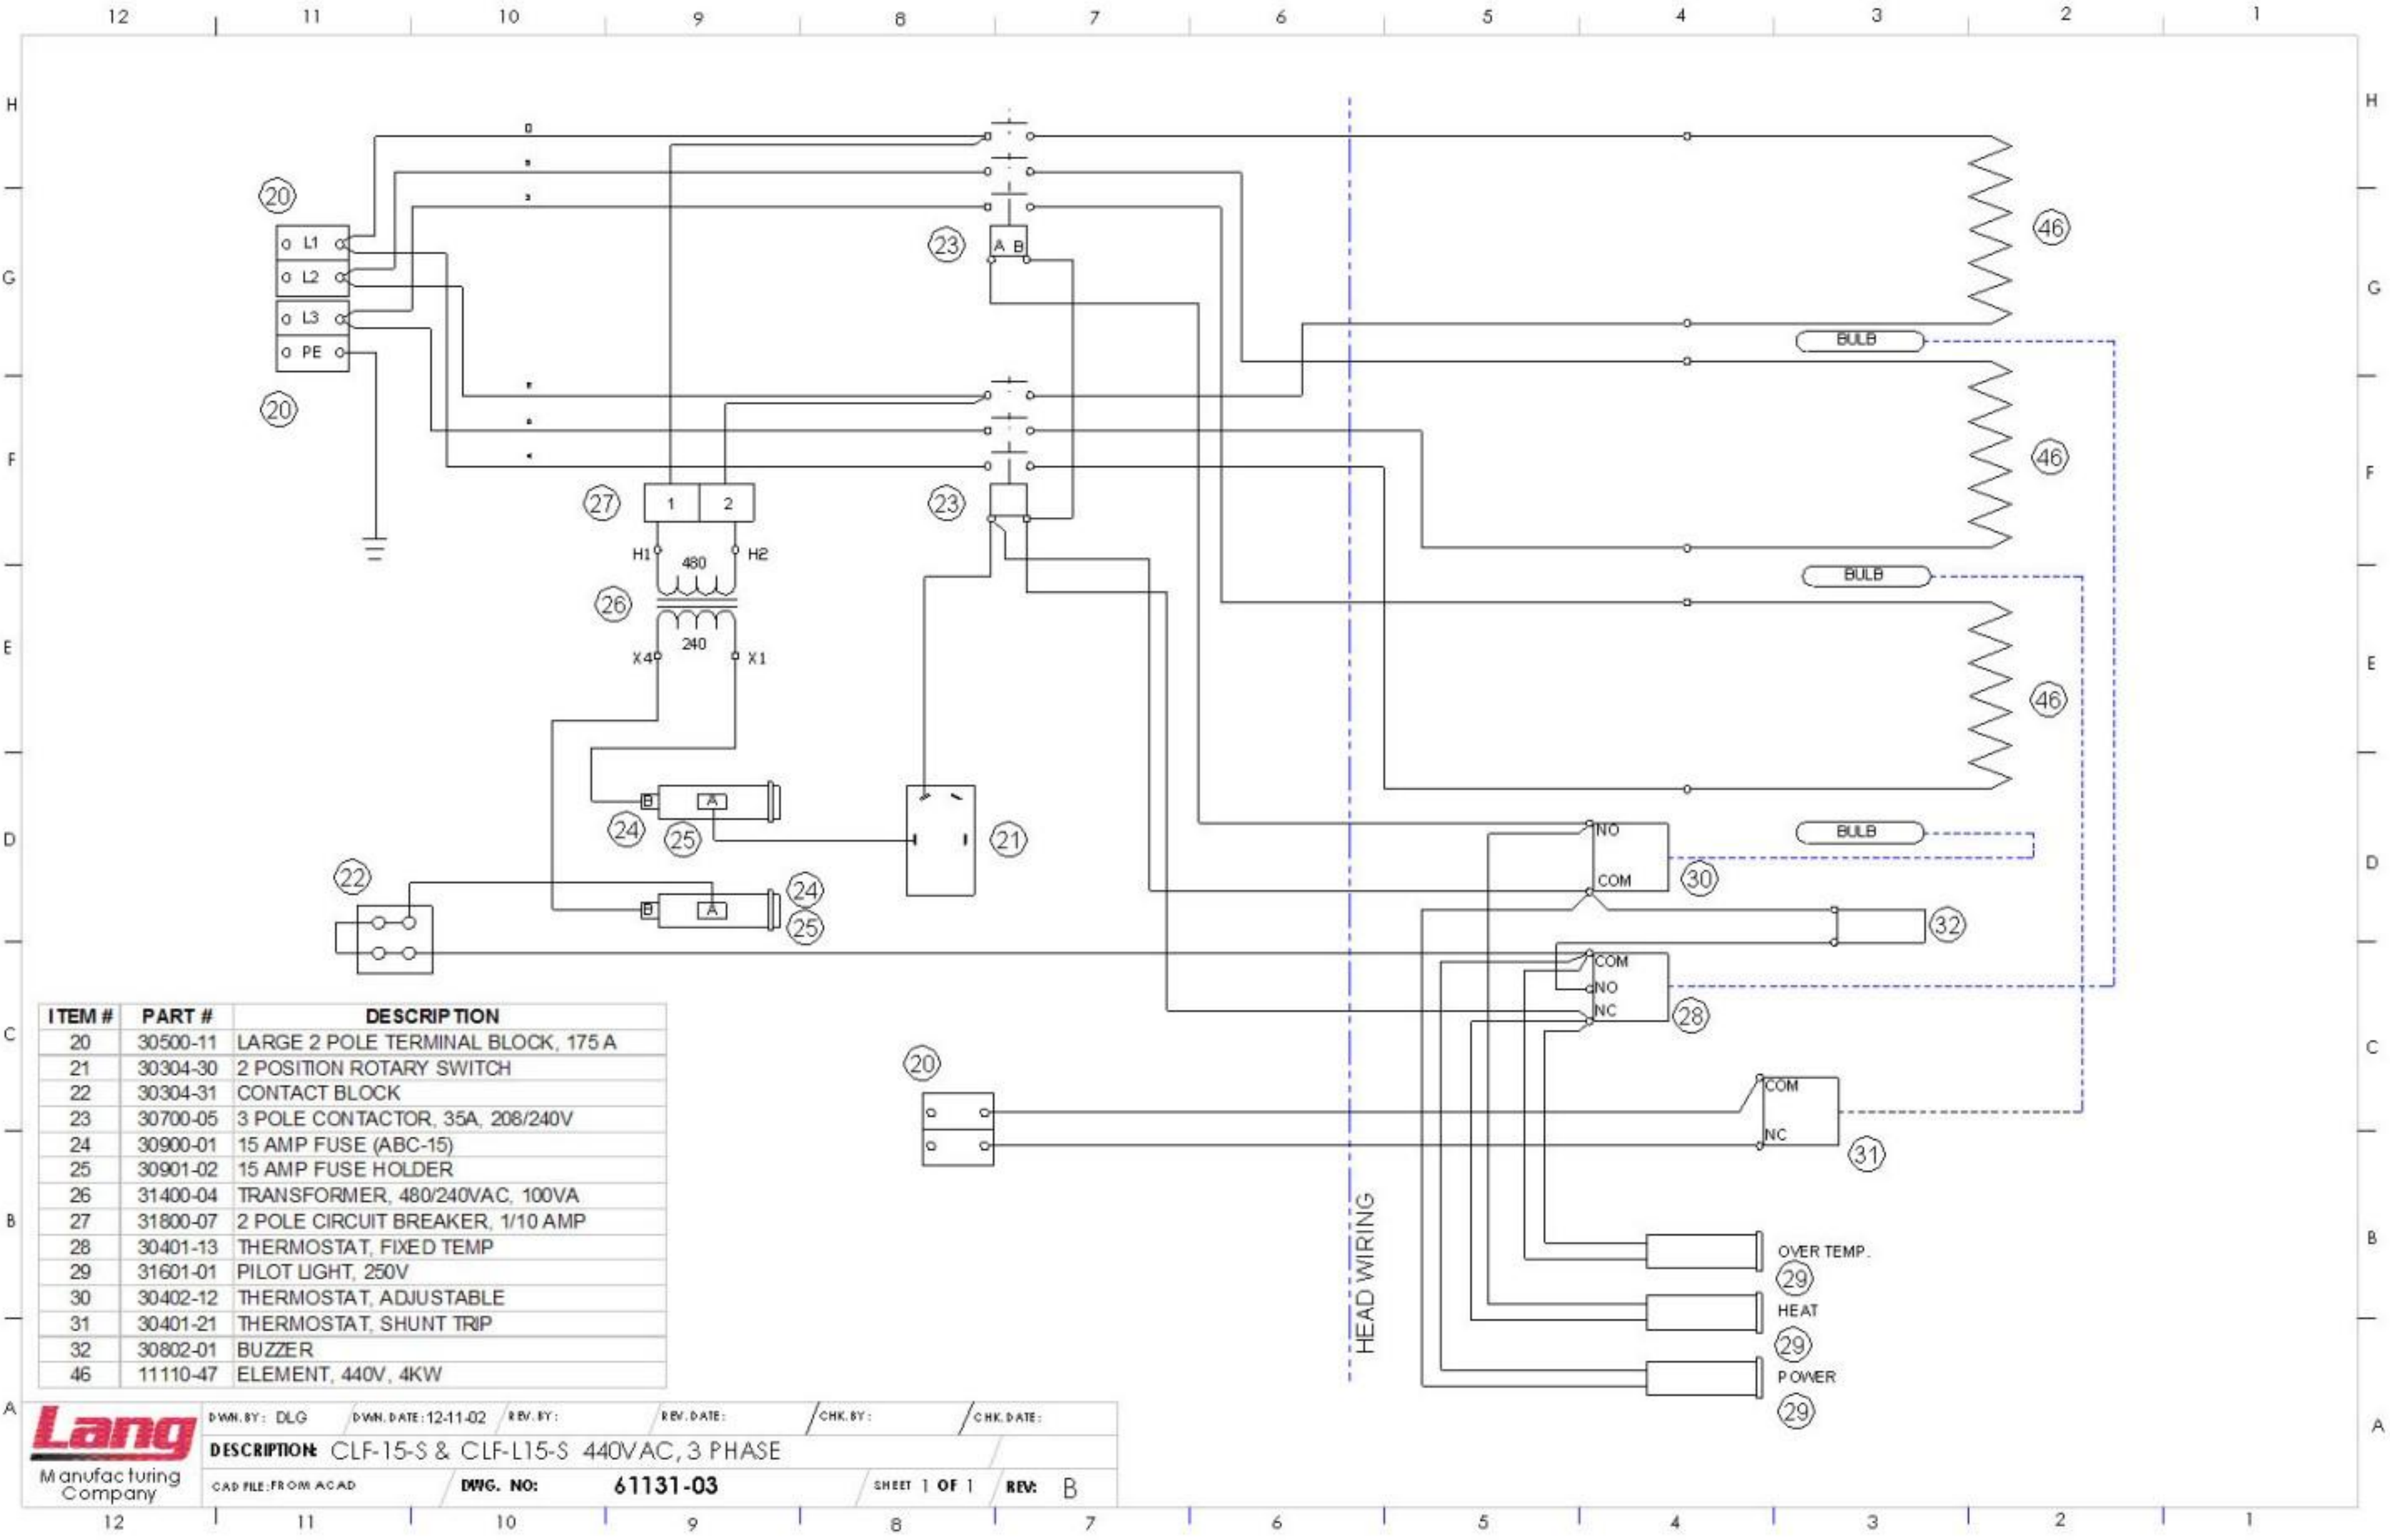 12 11 10 9 8 7 6 5 4 3 2 1
H H
20
L1
L2
L3
PE
20
23
A B
46
G G
BULB
46
F F
27
1 2
23
H1 H2
480
26
240
X4 X1
BULB
E E
46
B A
24 25
21
D D
BULB
NO
COM
30
22
B A
24
25
32
COM
NO
NC
28
C C
20
COM
NC
31
HEAD WIRING
B B
OVER TEMP.
29
HEAT
29
POWER
29
ITEM # PART # DESCRIPTION
20 30500-11 LARGE 2 POLE TERMINAL BLOCK, 175 A
21 30304-30 2 POSITION ROTARY SWITCH
22 30304-31 CONTACT BLOCK
23 30700-05 3 POLE CONTACTOR, 35A, 208/240V
24 30900-01 15 AMP FUSE (ABC-15)
25 30901-02 15 AMP FUSE HOLDER
26 31400-04 TRANSFORMER, 480/240VAC, 100VA
27 31800-07 2 POLE CIRCUIT BREAKER, 1/10 AMP
28 30401-13 THERMOSTAT, FIXED TEMP
29 31601-01 PILOT LIGHT, 250V
30 30402-12 THERMOSTAT, ADJUSTABLE
31 30401-21 THERMOSTAT, SHUNT TRIP
32 30802-01 BUZZER
46 11110-47 ELEMENT, 440V, 4KW
A A
Lang
Manufacturing
Company
DWN. BY: DLG DWN. DATE: 12-11-02 REV. BY: REV. DATE: CHK. BY: CHK. DATE:
DESCRIPTION: CLF-15-S & CLF-L15-S 440VAC, 3 PHASE
CAD FILE: FROM ACAD DWG. NO: 61131-03 SHEET 1 OF 1 REV: B
12 11 10 9 8 7 6 5 4 3 2 1